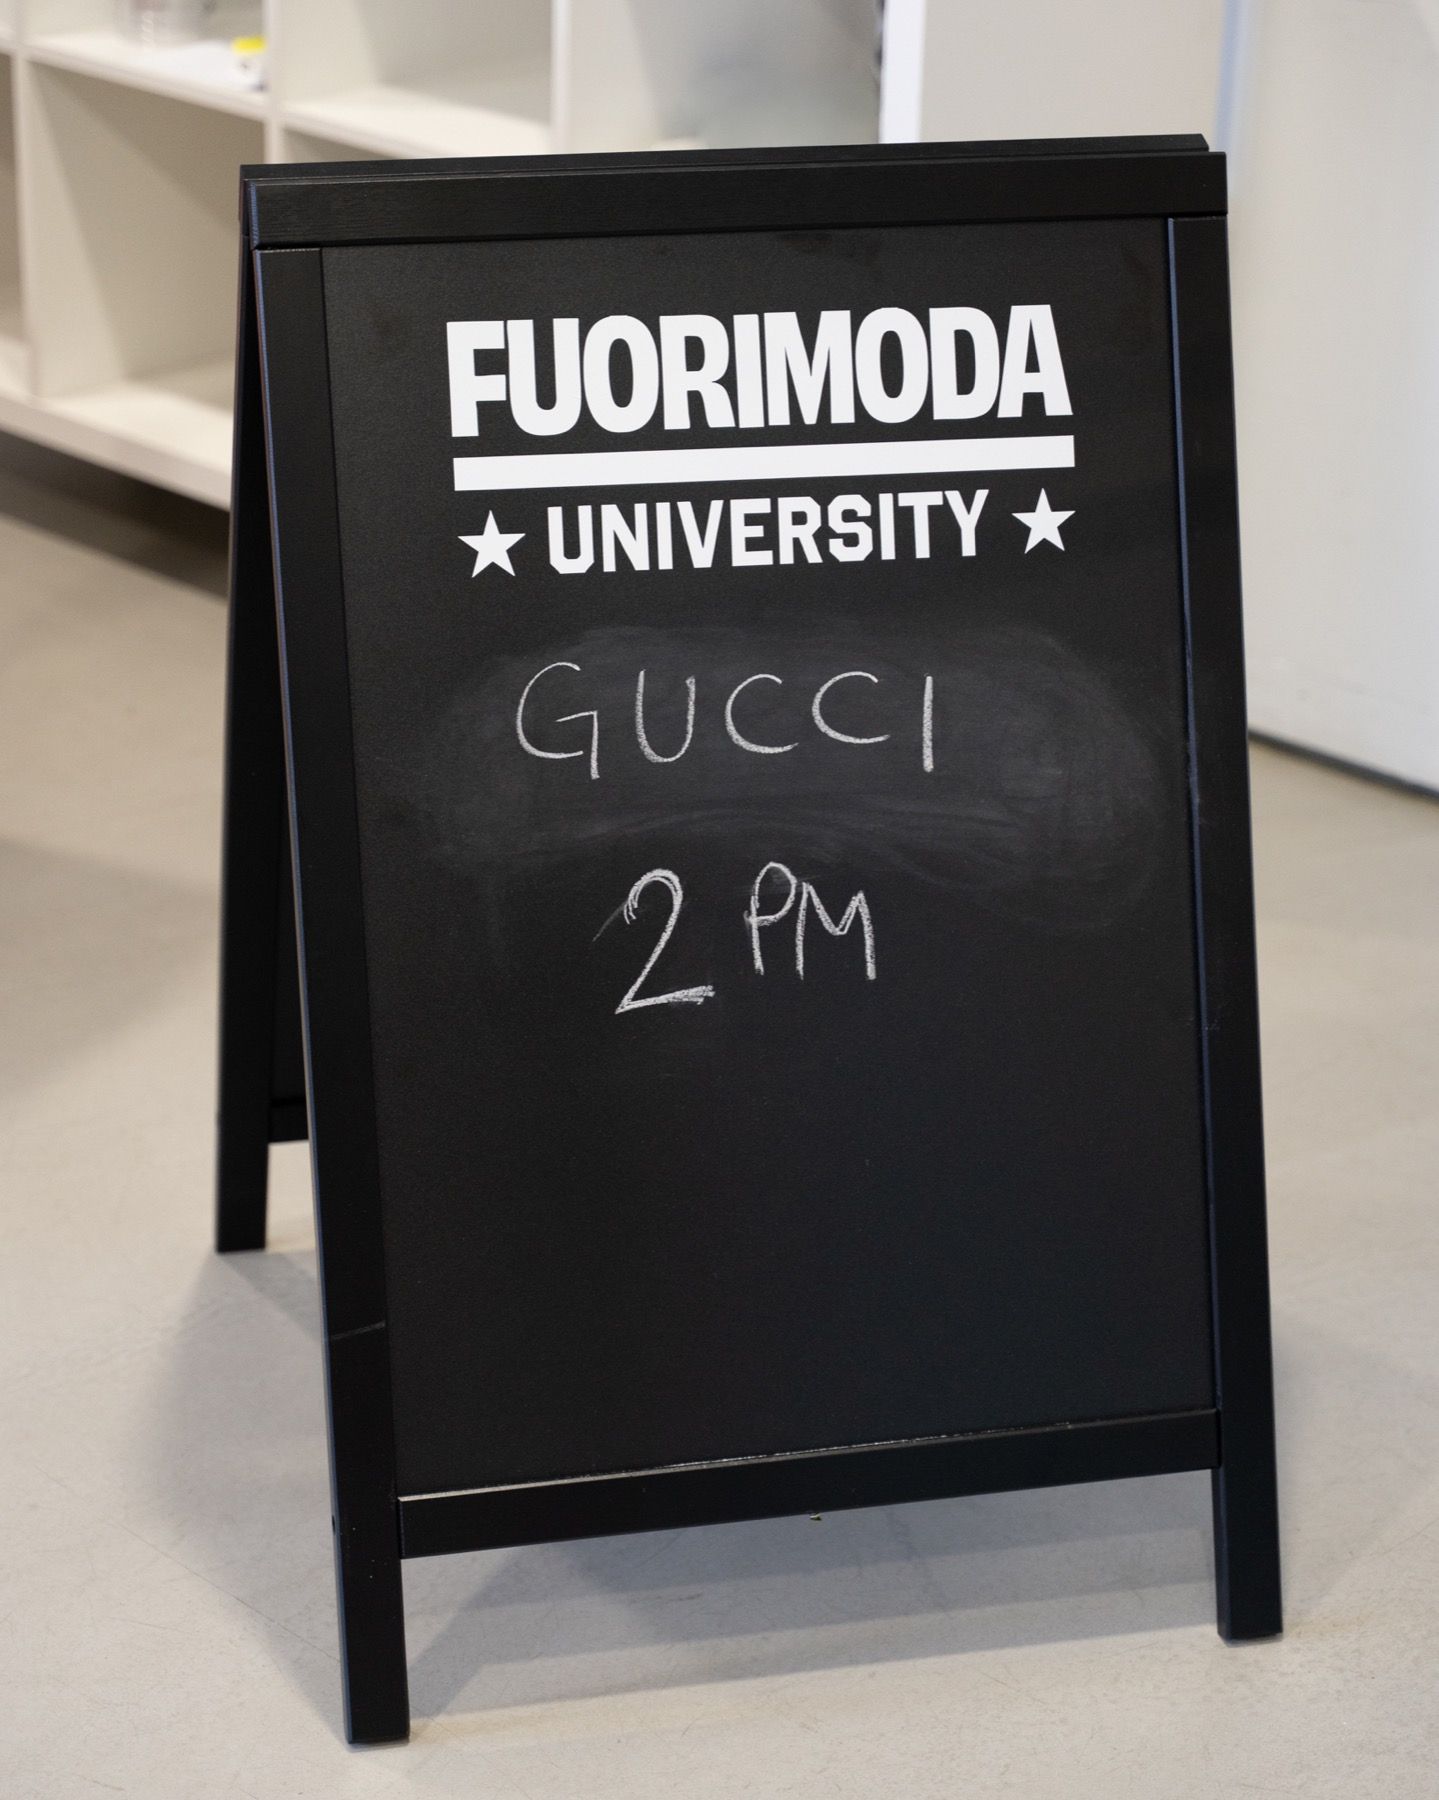 FUORIMODA
★ UNIVERSITY ★
GUCCI
2 PM